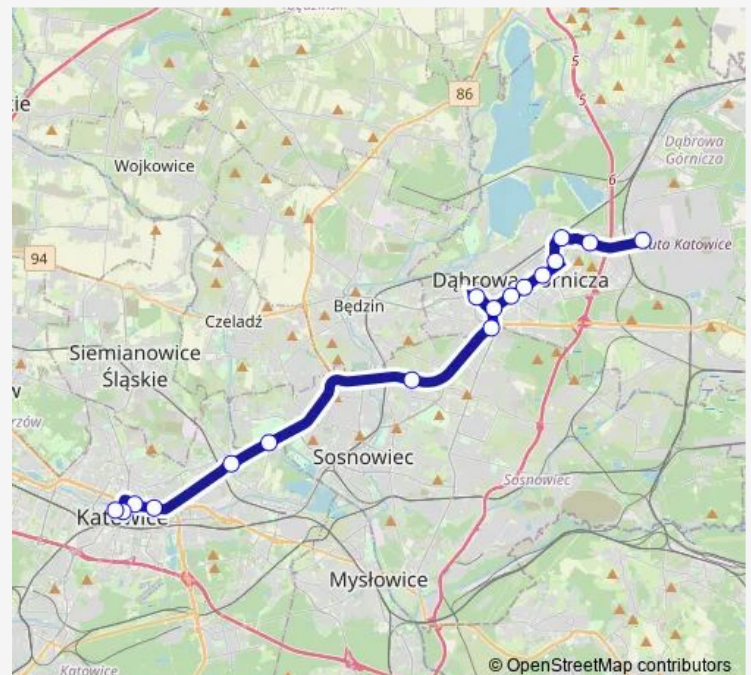 5
86
5
zie
Wojkowice
Dąbrowa
Górnicza
6
94
Huta Katowice
Dąbrowa Górnicza
Będzin
Czeladź
Siemianowice
Śląskie
Sosnowiec
Sosnowiec
Katowice
Mysłowice
Katowice
© OpenStreetMap contributors